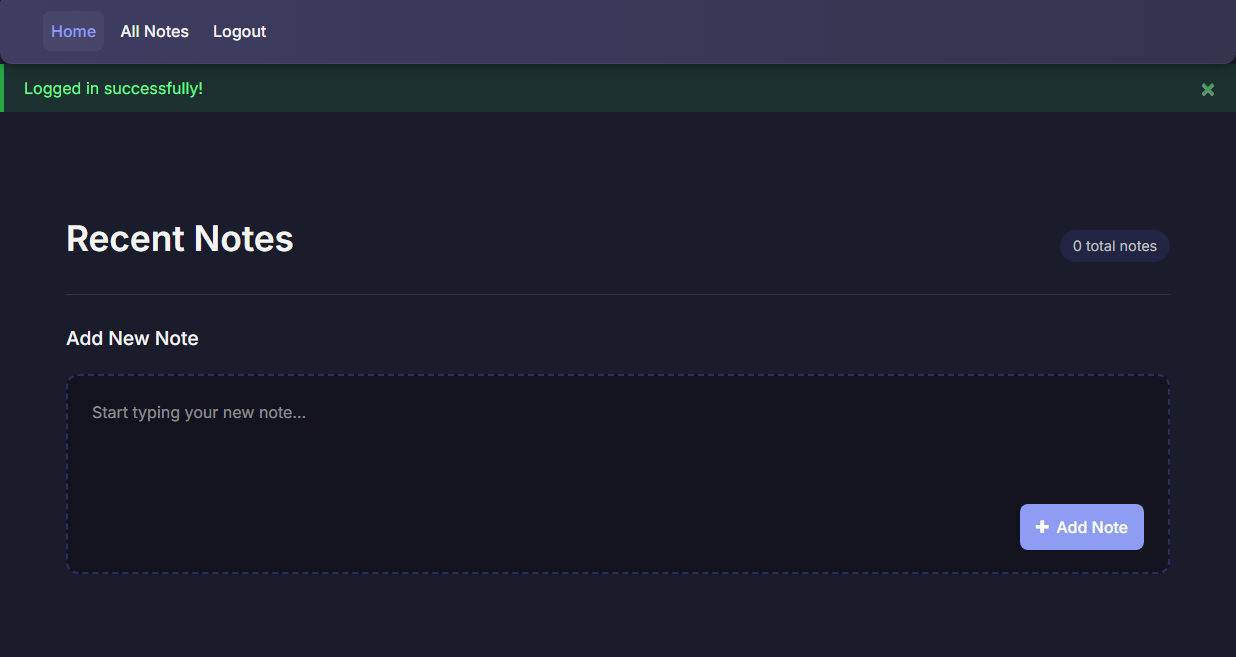 Home All Notes Logout
Logged in successfully!
Recent Notes
0 total notes
Add New Note
Start typing your new note...
Add Note